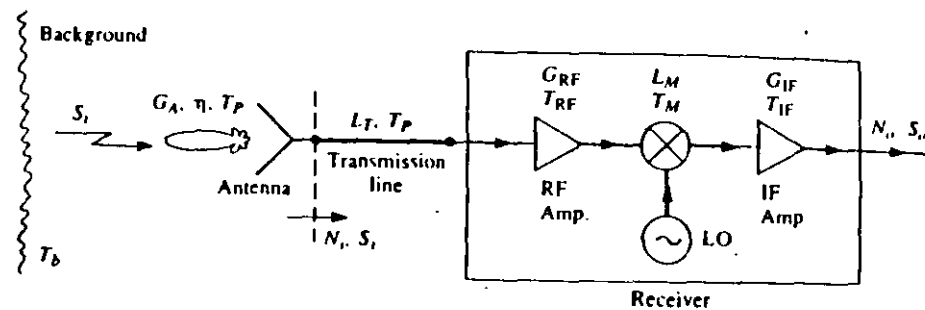 Background
S_i
G_A, η, T_P
Antenna
L_T, T_P
Transmission
line
N_i, S_i
G_RF
T_RF
RF
Amp.
L_M
T_M
LO
G_IF
T_IF
IF
Amp
N_o, S_o
T_b
Receiver